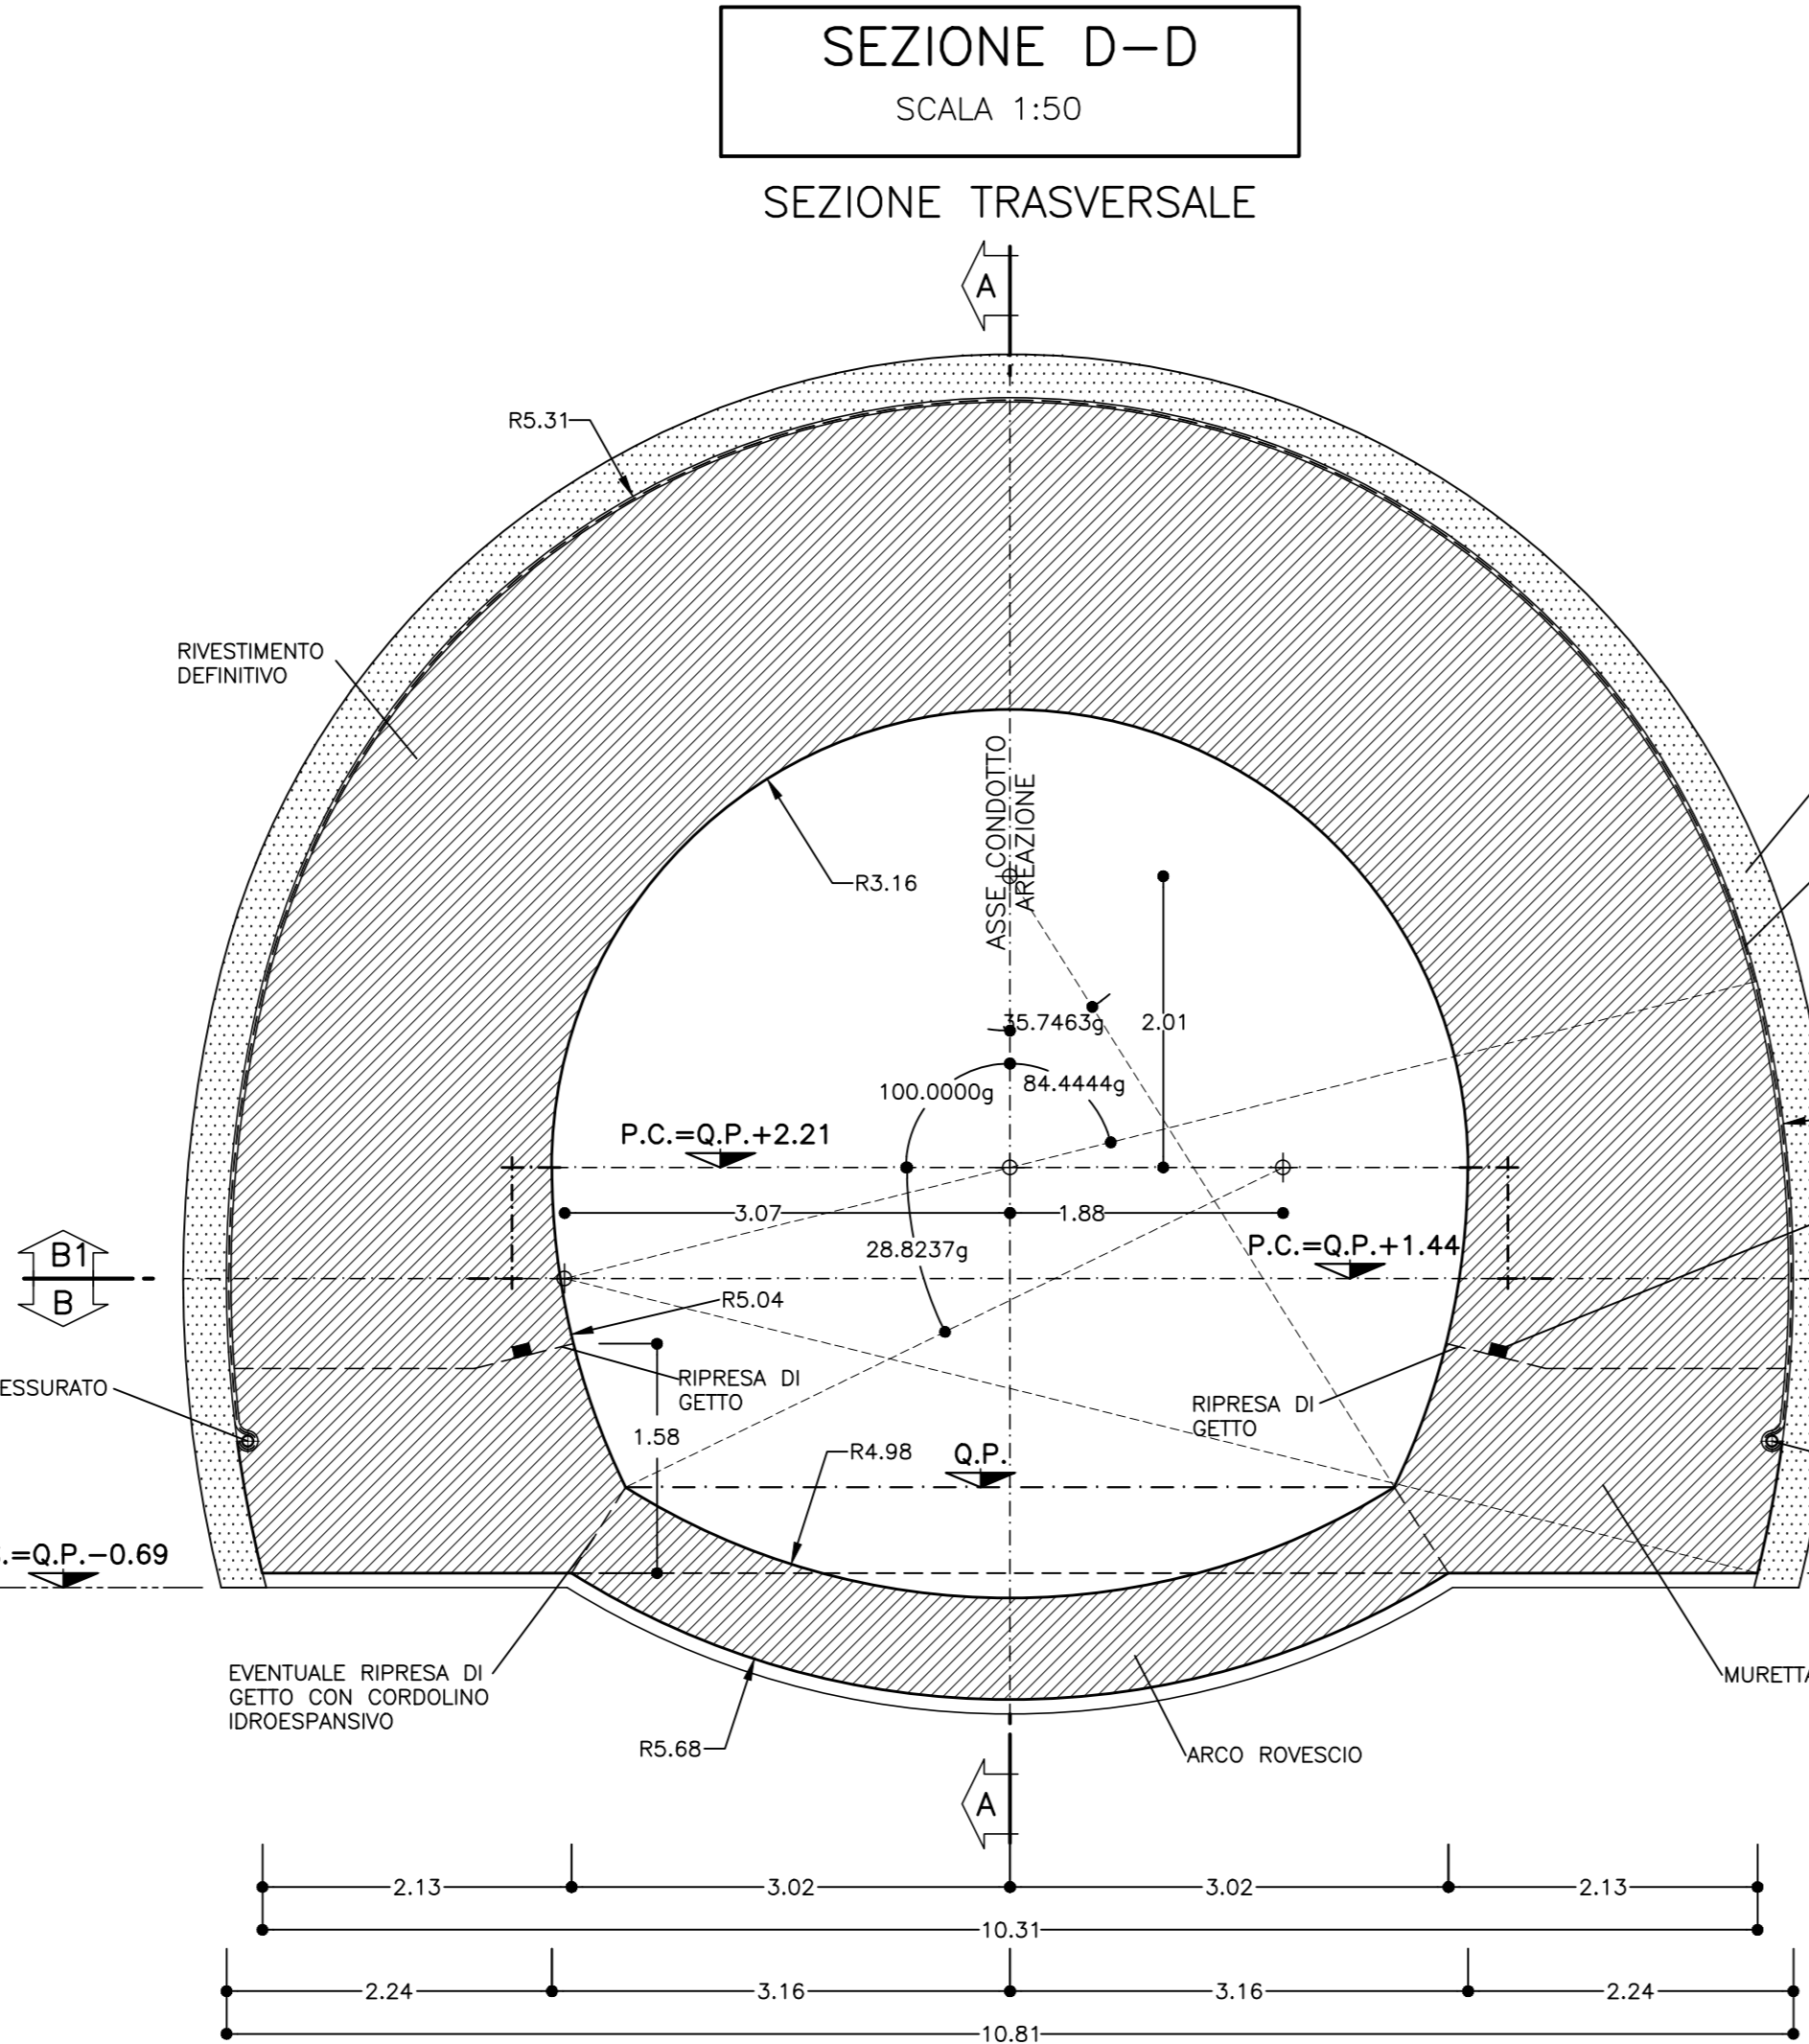 SEZIONE D-D
SCALA 1:50
SEZIONE TRASVERSALE
A
R5.31
RIVESTIMENTO
DEFINITIVO
ASSE CONDOTTO
AREAZIONE
R3.16
35.7463g
2.01
100.0000g
84.4444g
P.C.=Q.P.+2.21
3.07
1.88
28.8237g
P.C.=Q.P.+1.44
B1
B
R5.04
RIPRESA DI
GETTO
RIPRESA DI
GETTO
ESSURATO
1.58
R4.98
Q.P.
.=Q.P.-0.69
EVENTUALE RIPRESA DI
GETTO CON CORDOLINO
IDROESPANSIVO
MURETTA
R5.68
ARCO ROVESCIO
A
2.13
3.02
3.02
2.13
10.31
2.24
3.16
3.16
2.24
10.81